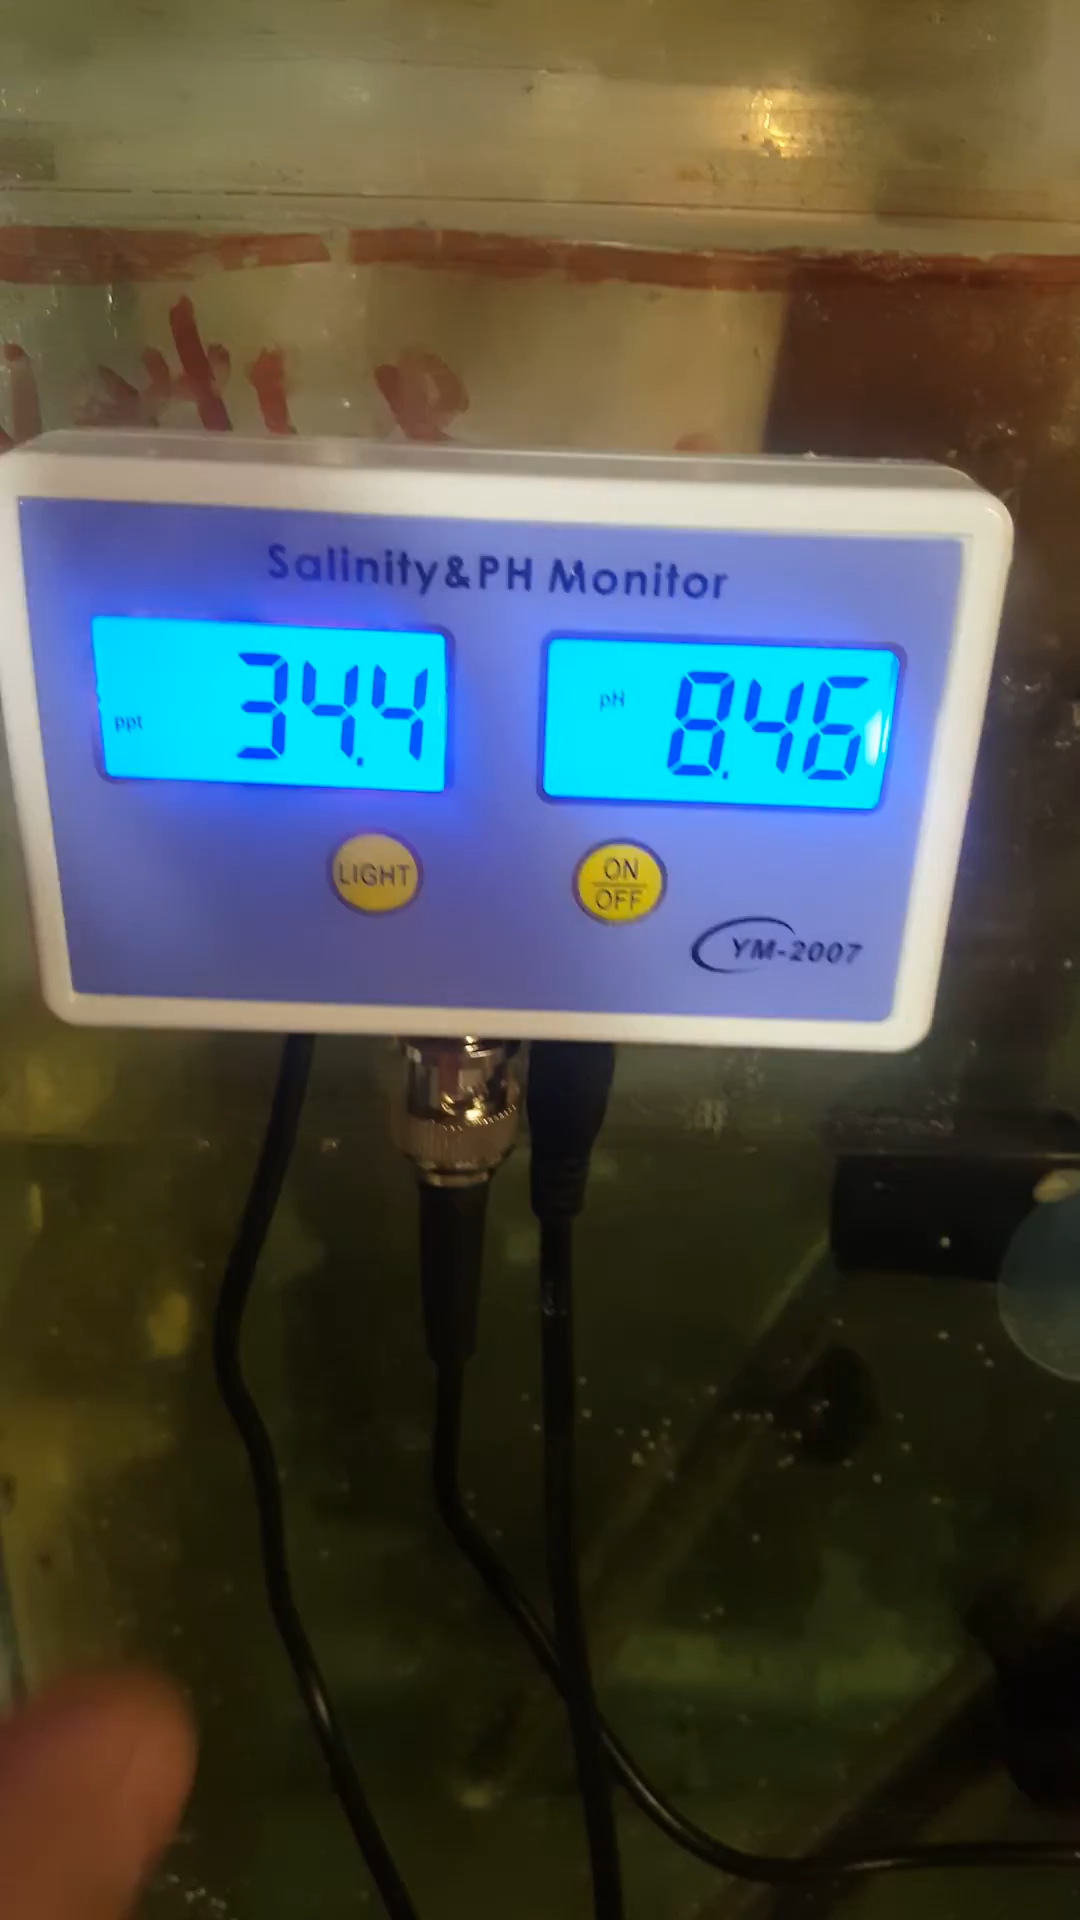 Salinity&PH Monitor
ppt 34.4
pH 8.46
LIGHT
ON
OFF
YM-2007